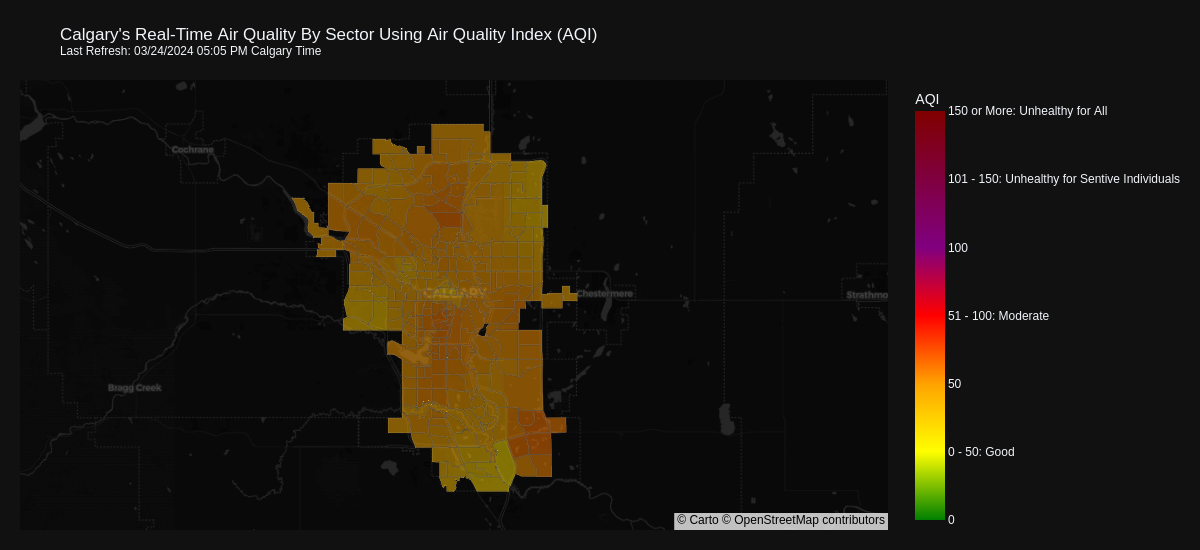 Calgary's Real-Time Air Quality By Sector Using Air Quality Index (AQI)
Last Refresh: 03/24/2024 05:05 PM Calgary Time
AQI
150 or More: Unhealthy for All
Cochrane
101 - 150: Unhealthy for Sentive Individuals
100
CALGARY
Chestermere
Strathmo
51 - 100: Moderate
Bragg Creek
50
0 - 50: Good
0
© Carto © OpenStreetMap contributors